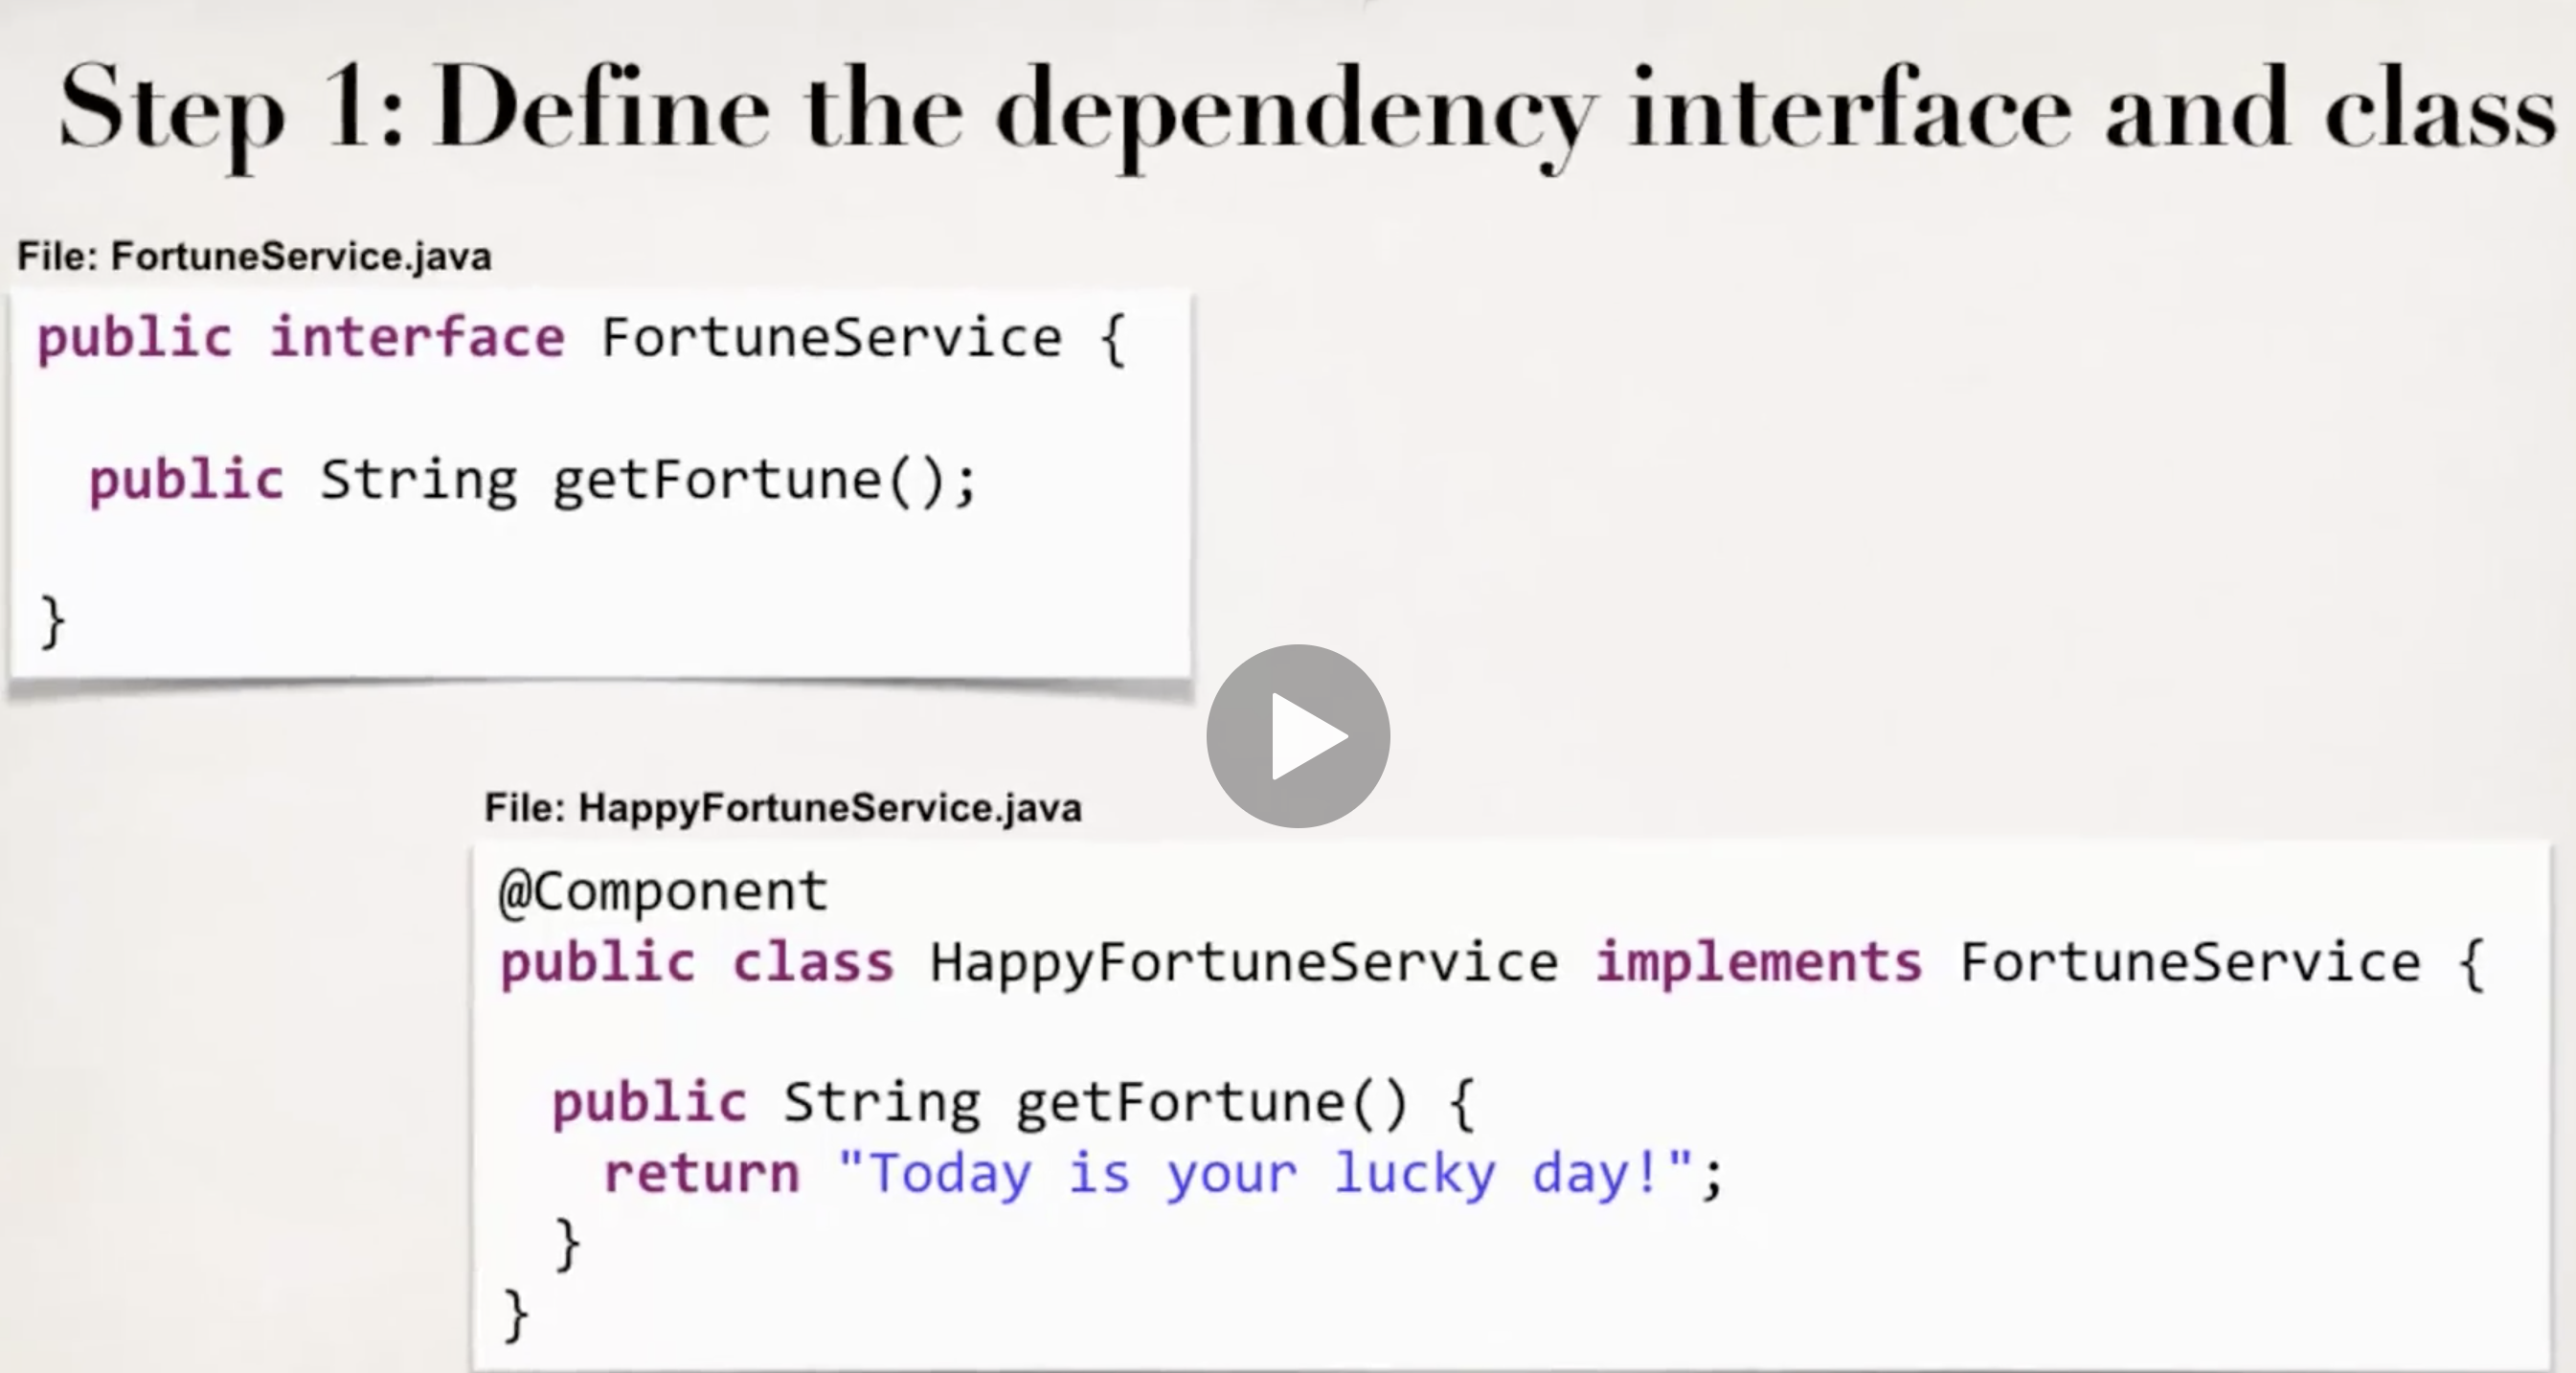 Step 1: Define the dependency interface and class
File: FortuneService.java
public interface FortuneService {
public String getFortune();
}
File: HappyFortuneService.java
@Component
public class HappyFortuneService implements FortuneService {
public String getFortune() {
return "Today is your lucky day!";
}
}